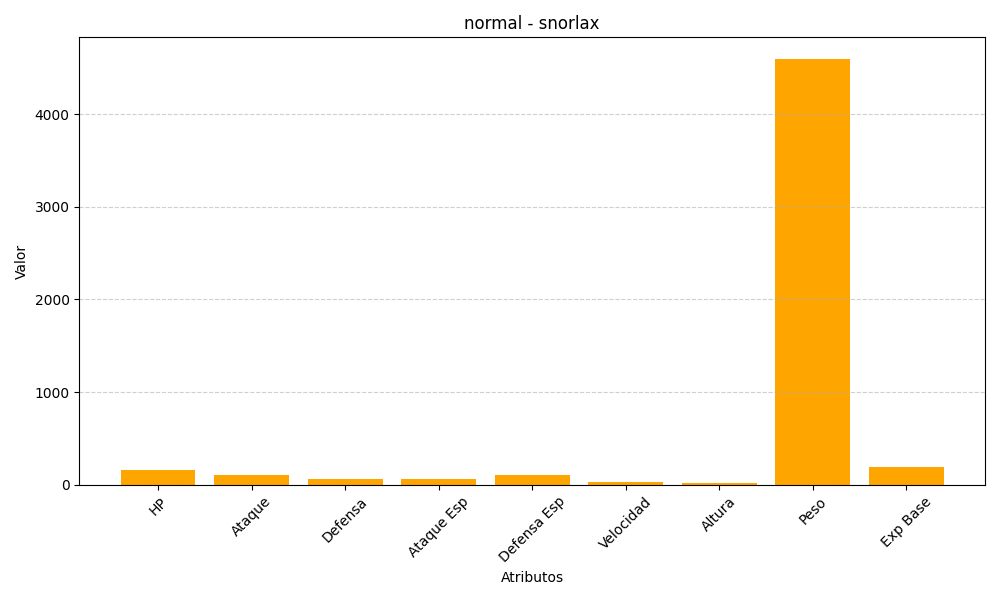 normal - snorlax
Valor
4000
3000
2000
1000
0
HP
Ataque
Defensa
Ataque Esp
Defensa Esp
Velocidad
Altura
Peso
Exp Base
Atributos